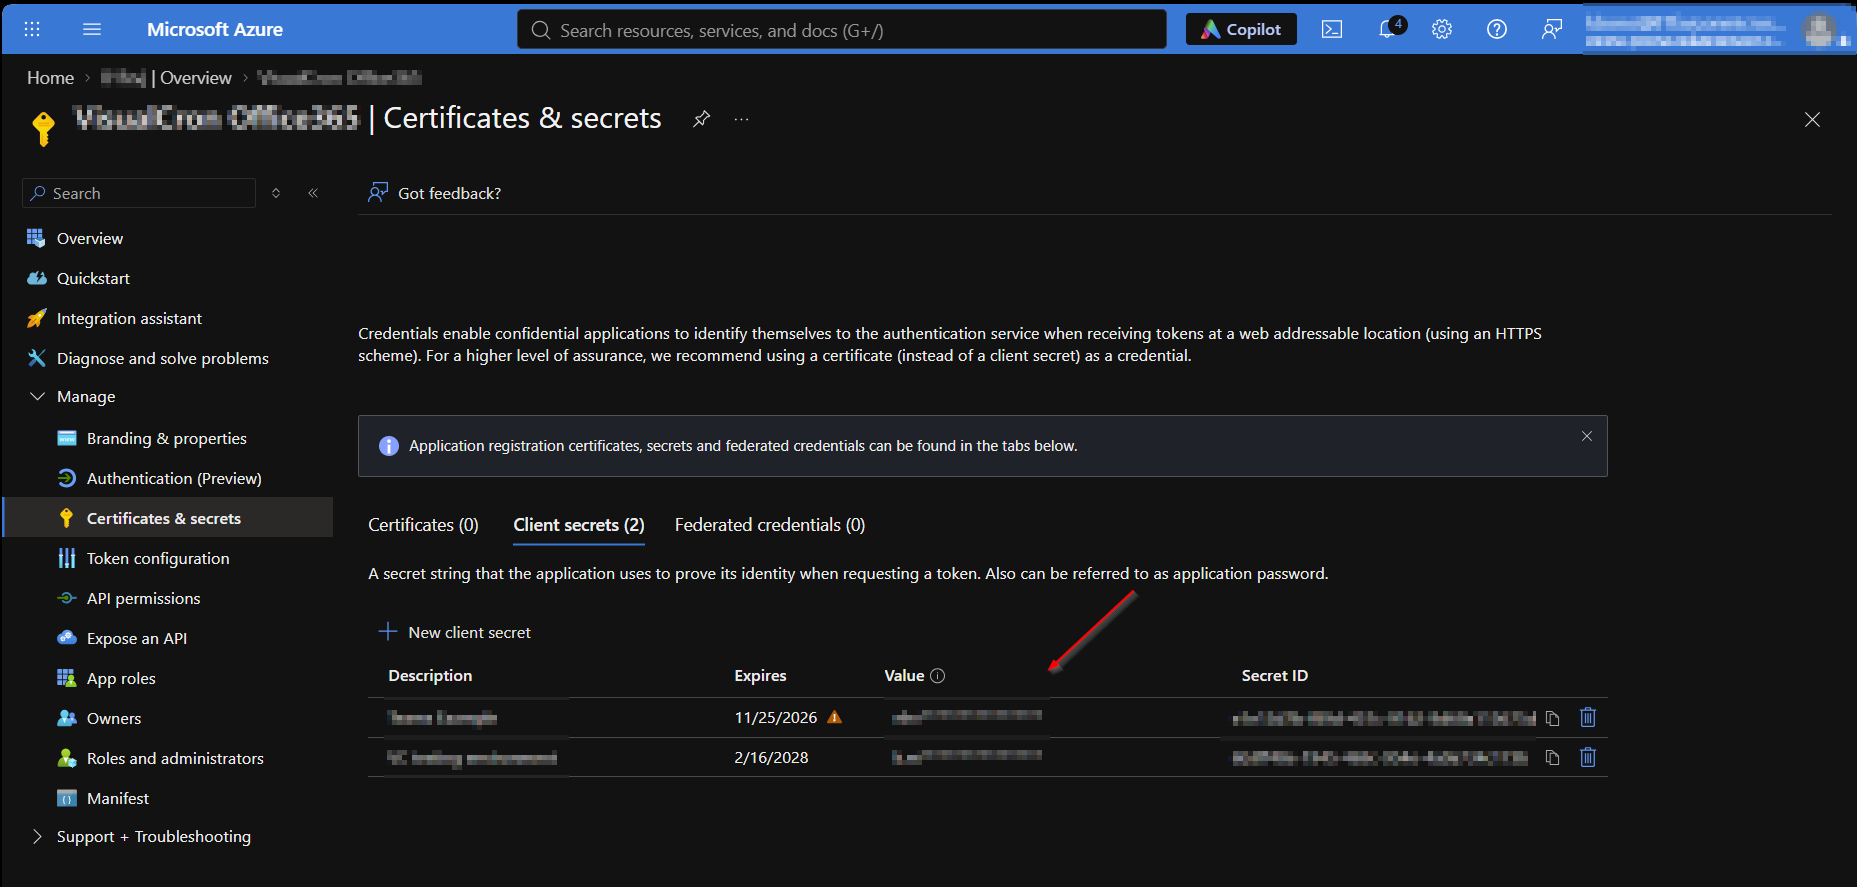 Microsoft Azure
Search resources, services, and docs (G+/)
Copilot
4
Home > | Overview >
| Certificates & secrets
Search
Got feedback?
Overview
Quickstart
Integration assistant
Diagnose and solve problems
Manage
Branding & properties
Authentication (Preview)
Certificates & secrets
Token configuration
API permissions
Expose an API
App roles
Owners
Roles and administrators
Manifest
Support + Troubleshooting
Credentials enable confidential applications to identify themselves to the authentication service when receiving tokens at a web addressable location (using an HTTPS
scheme). For a higher level of assurance, we recommend using a certificate (instead of a client secret) as a credential.
Application registration certificates, secrets and federated credentials can be found in the tabs below.
Certificates (0) Client secrets (2) Federated credentials (0)
A secret string that the application uses to prove its identity when requesting a token. Also can be referred to as application password.
New client secret
Description Expires Value Secret ID
11/25/2026
2/16/2028